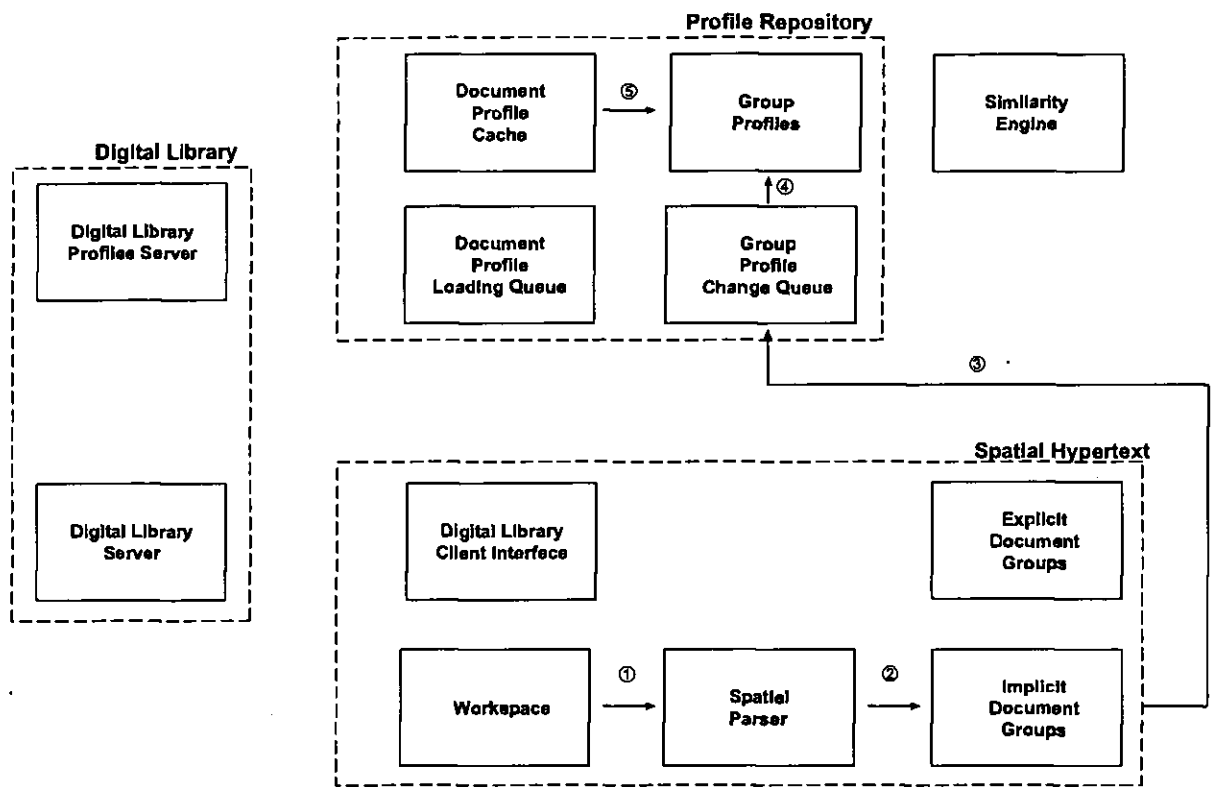 Profile Repository
Document
Profile
Cache
⑤
Group
Profiles
Similarity
Engine
Digital Library
Digital Library
Profiles Server
④
Document
Profile
Loading Queue
Group
Profile
Change Queue
③
Spatial Hypertext
Digital Library
Server
Digital Library
Client Interface
Explicit
Document
Groups
Workspace
①
Spatial
Parser
②
Implicit
Document
Groups